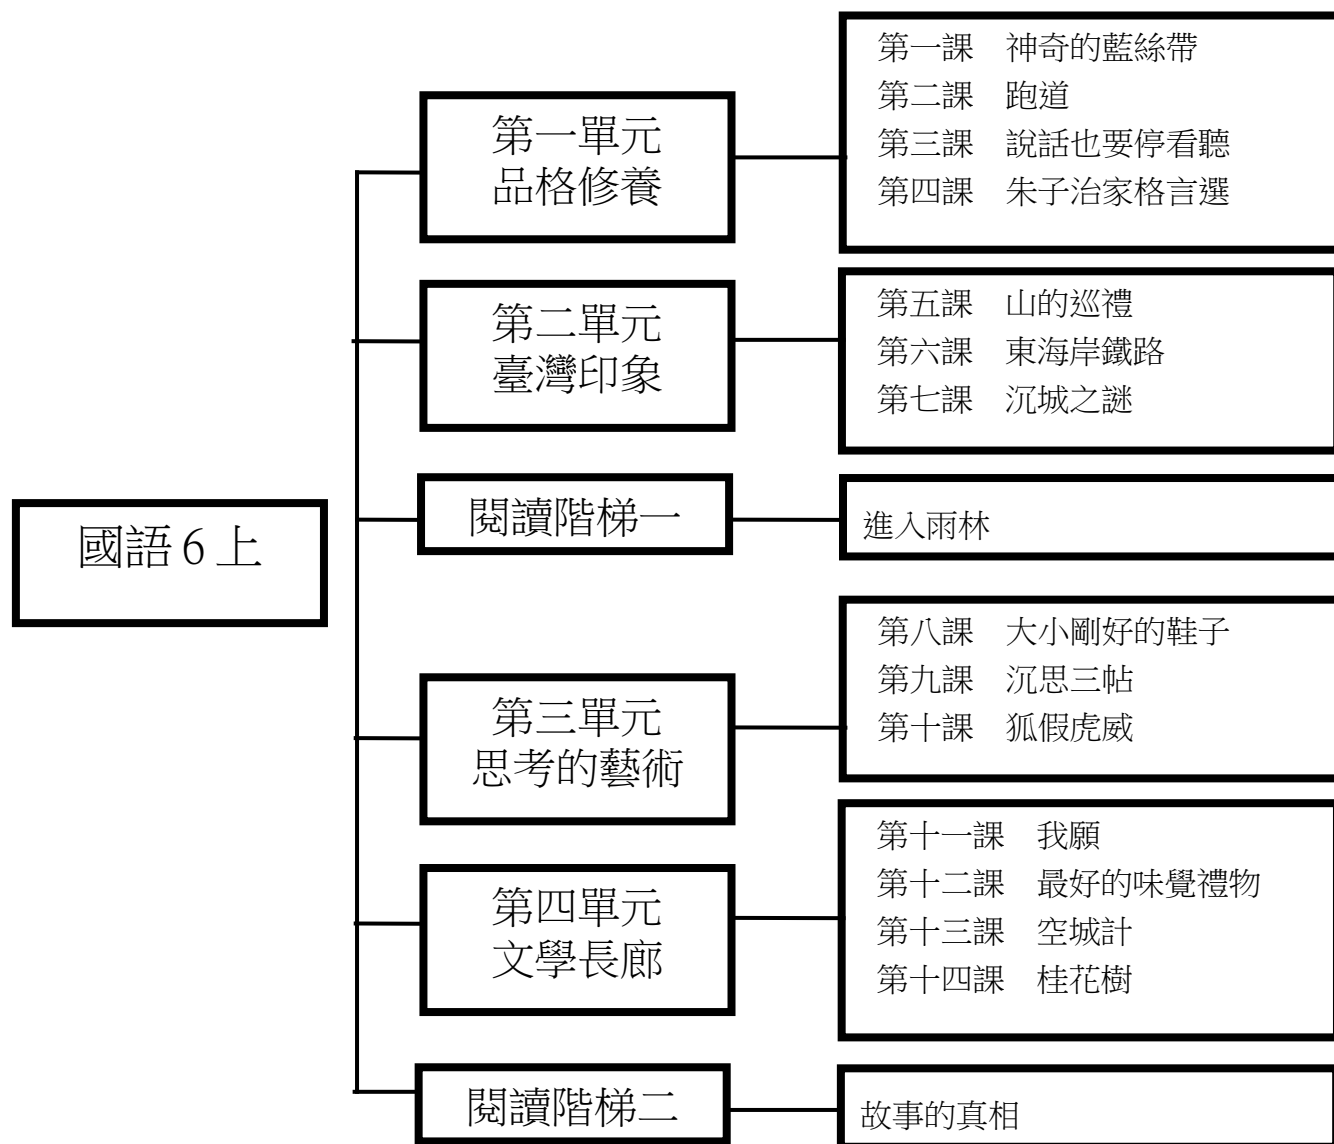 國語6上
第一單元
品格修養
第一課　神奇的藍絲帶
第二課　跑道
第三課　說話也要停看聽
第四課　朱子治家格言選
第二單元
臺灣印象
第五課　山的巡禮
第六課　東海岸鐵路
第七課　沉城之謎
閱讀階梯一
進入雨林
第三單元
思考的藝術
第八課　大小剛好的鞋子
第九課　沉思三帖
第十課　狐假虎威
第四單元
文學長廊
第十一課　我願
第十二課　最好的味覺禮物
第十三課　空城計
第十四課　桂花樹
閱讀階梯二
故事的真相